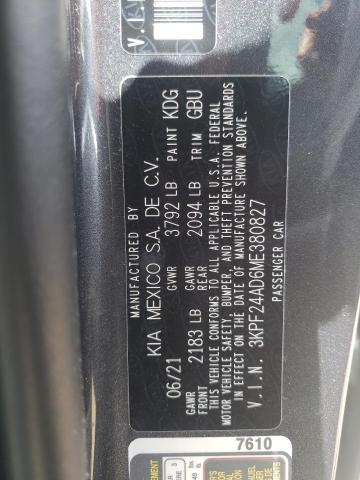 MANUFACTURED BY
KIA MEXICO S.A. DE C.V.
06/21 GVWR 3792 LB PAINT KDG
GAWR FRONT 2183 LB GAWR REAR 2094 LB TRIM GBU
THIS VEHICLE CONFORMS TO ALL APPLICABLE U.S.A. FEDERAL
MOTOR VEHICLE SAFETY, BUMPER, AND THEFT PREVENTION STANDARDS
IN EFFECT ON THE DATE OF MANUFACTURE SHOWN ABOVE.
V.I.N. 3KPF24AD6ME380827
PASSENGER CAR
7610
V.I.